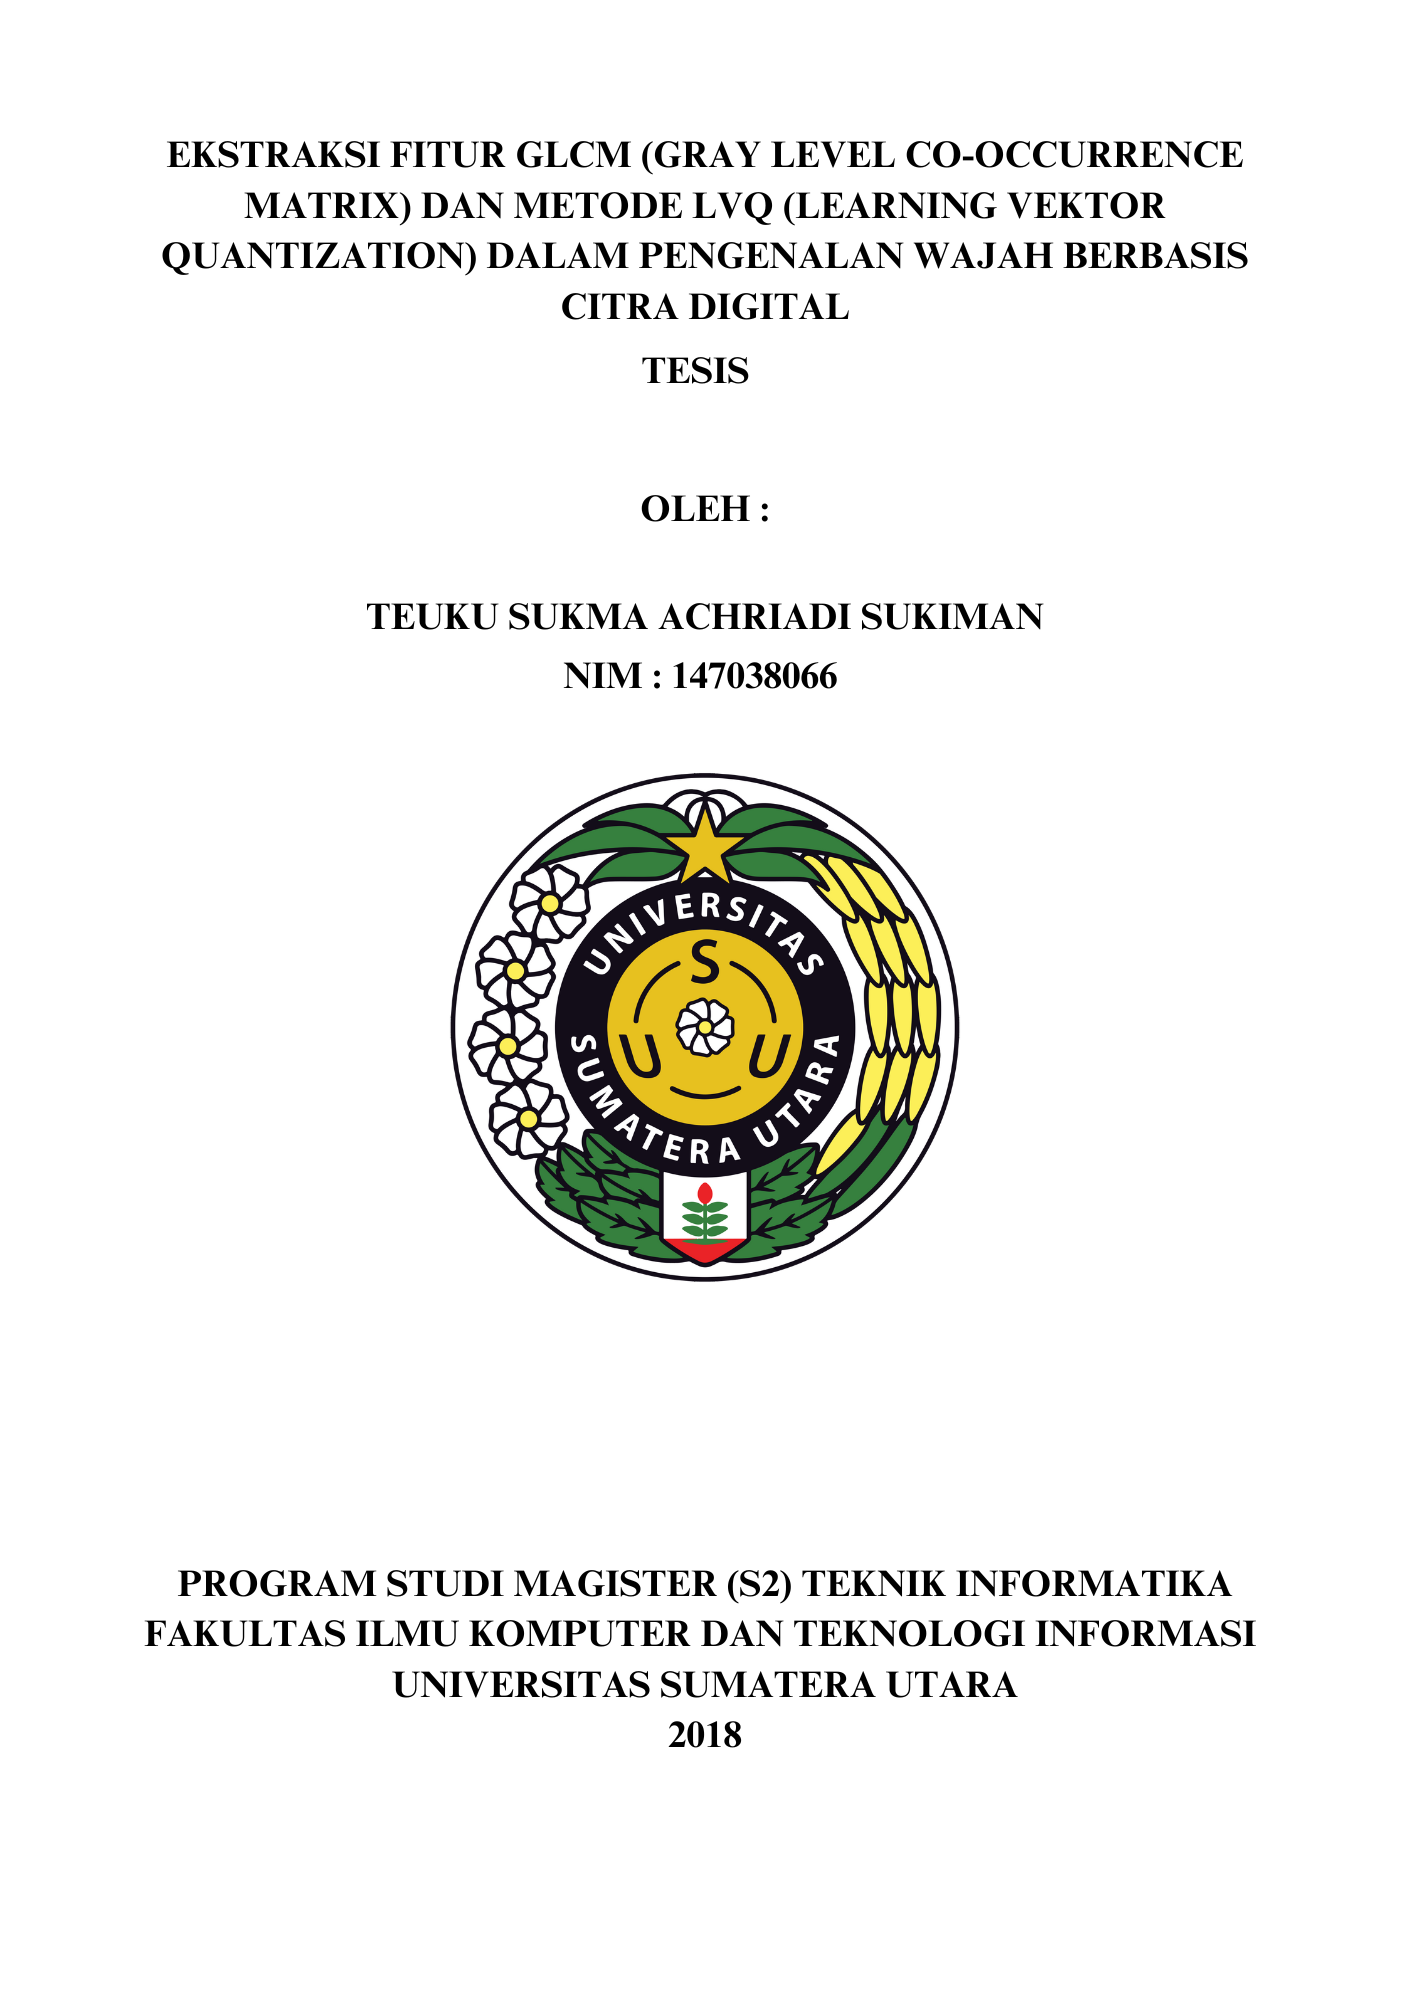 EKSTRAKSI FITUR GLCM (GRAY LEVEL CO-OCCURRENCE
MATRIX) DAN METODE LVQ (LEARNING VEKTOR
QUANTIZATION) DALAM PENGENALAN WAJAH BERBASIS
CITRA DIGITAL
TESIS
OLEH :
TEUKU SUKMA ACHRIADI SUKIMAN
NIM : 147038066
UNIVERSITAS
S
U U
SUMATERA UTARA
PROGRAM STUDI MAGISTER (S2) TEKNIK INFORMATIKA
FAKULTAS ILMU KOMPUTER DAN TEKNOLOGI INFORMASI
UNIVERSITAS SUMATERA UTARA
2018